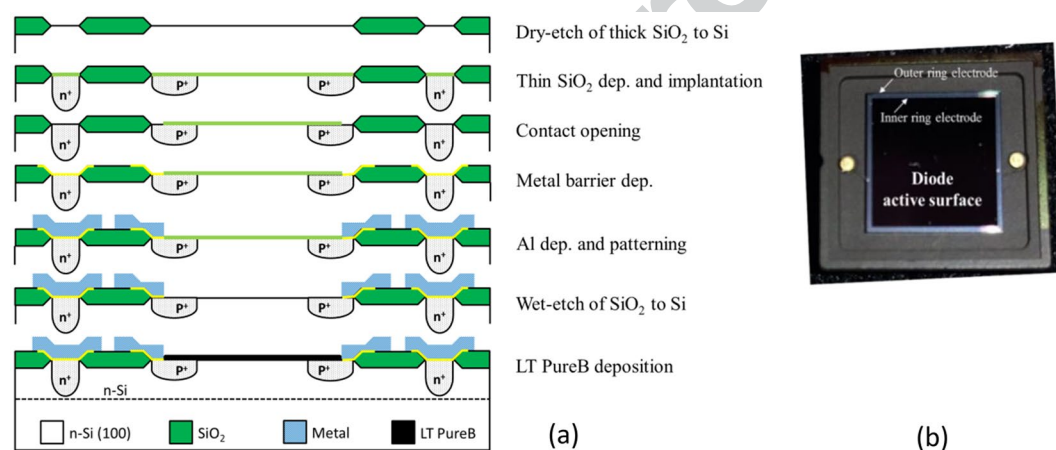 Dry-etch of thick SiO₂ to Si
n⁺
P⁺
P⁺
n⁺
Thin SiO₂ dep. and implantation
n⁺
P⁺
P⁺
n⁺
Contact opening
n⁺
P⁺
P⁺
n⁺
Metal barrier dep.
n⁺
P⁺
P⁺
n⁺
Al dep. and patterning
n⁺
P⁺
P⁺
n⁺
Wet-etch of SiO₂ to Si
n⁺
P⁺
P⁺
n⁺
LT PureB deposition
n-Si
n-Si (100)
SiO₂
Metal
LT PureB
(a)
Outer ring electrode
Inner ring electrode
Diode
active surface
(b)